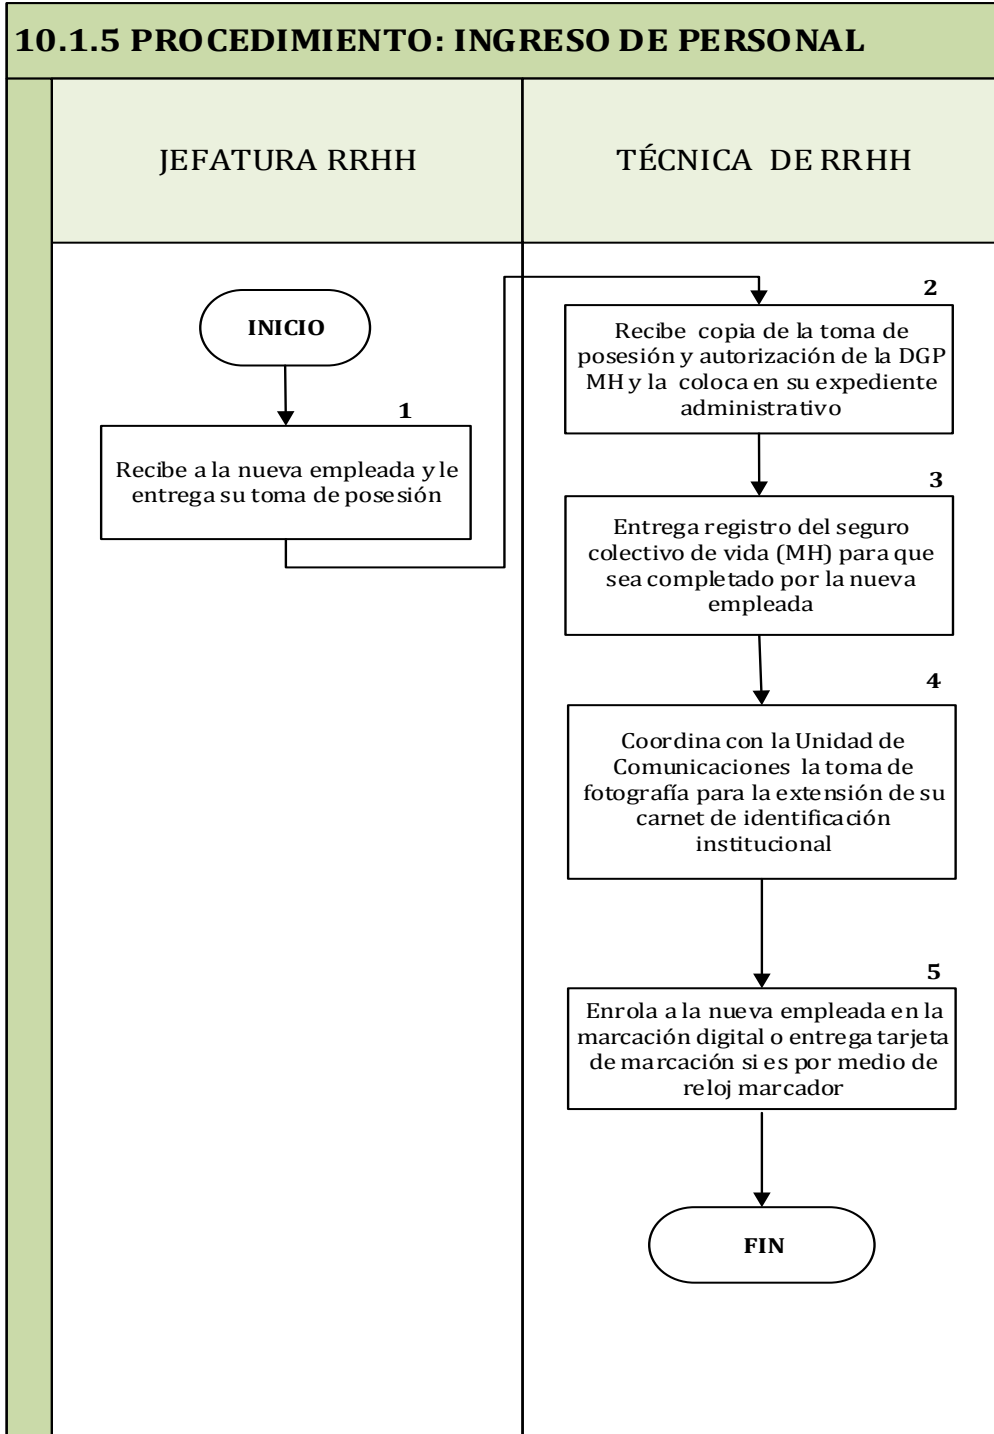 10.1.5 PROCEDIMIENTO: INGRESO DE PERSONAL
JEFATURA RRHH
TÉCNICA DE RRHH
INICIO
1
Recibe a la nueva empleada y le
entrega su toma de posesión
2
Recibe copia de la toma de
posesión y autorización de la DGP
MH y la coloca en su expediente
administrativo
3
Entrega registro del seguro
colectivo de vida (MH) para que
sea completado por la nueva
empleada
4
Coordina con la Unidad de
Comunicaciones la toma de
fotografía para la extensión de su
carnet de identificación
institucional
5
Enrola a la nueva empleada en la
marcación digital o entrega tarjeta
de marcación si es por medio de
reloj marcador
FIN